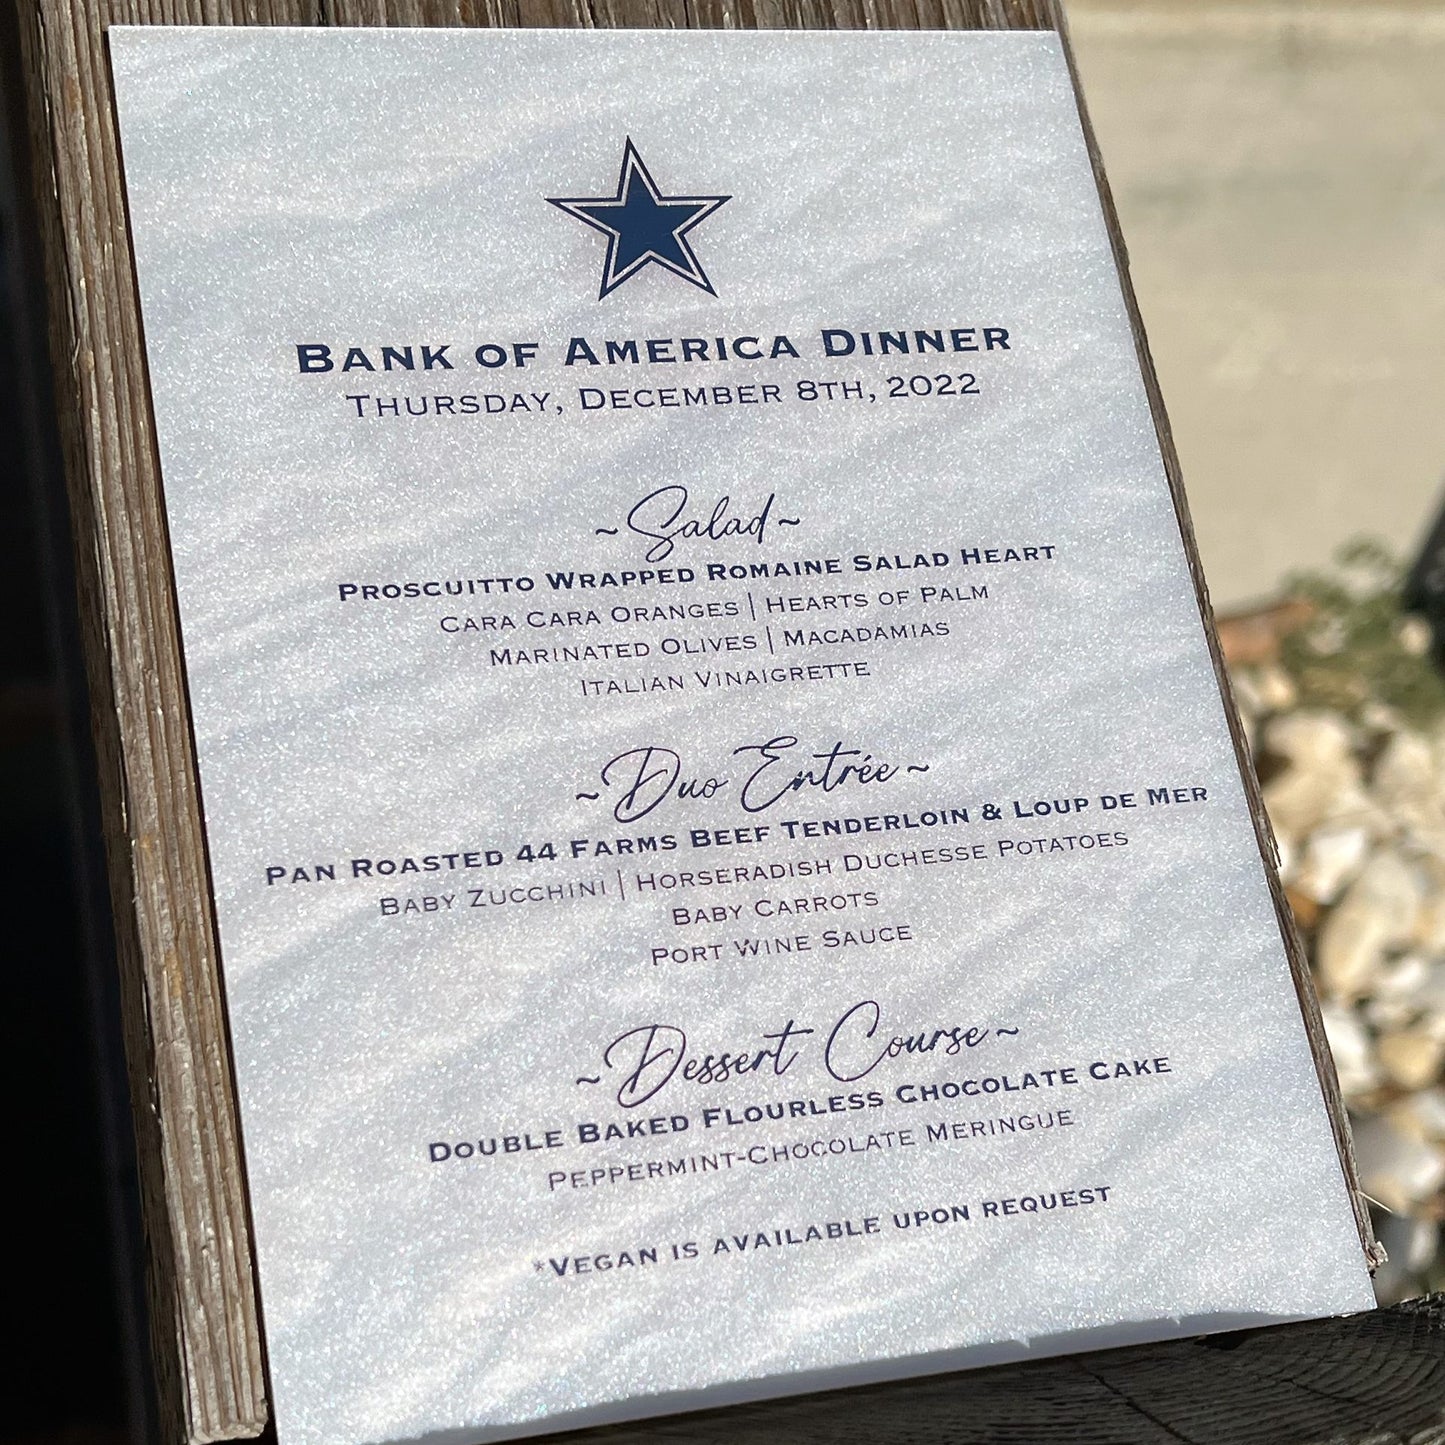 Bank of America Dinner
Thursday, December 8th, 2022
~Salad~
Proscuitto Wrapped Romaine Salad Heart
Cara Cara Oranges | Hearts of Palm
Marinated Olives | Macadamias
Italian Vinaigrette
~Duo Entrée~
Pan Roasted 44 Farms Beef Tenderloin & Loup de Mer
Baby Zucchini | Horseradish Duchesse Potatoes
Baby Carrots
Port Wine Sauce
~Dessert Course~
Double Baked Flourless Chocolate Cake
Peppermint-Chocolate Meringue
*Vegan is available upon request